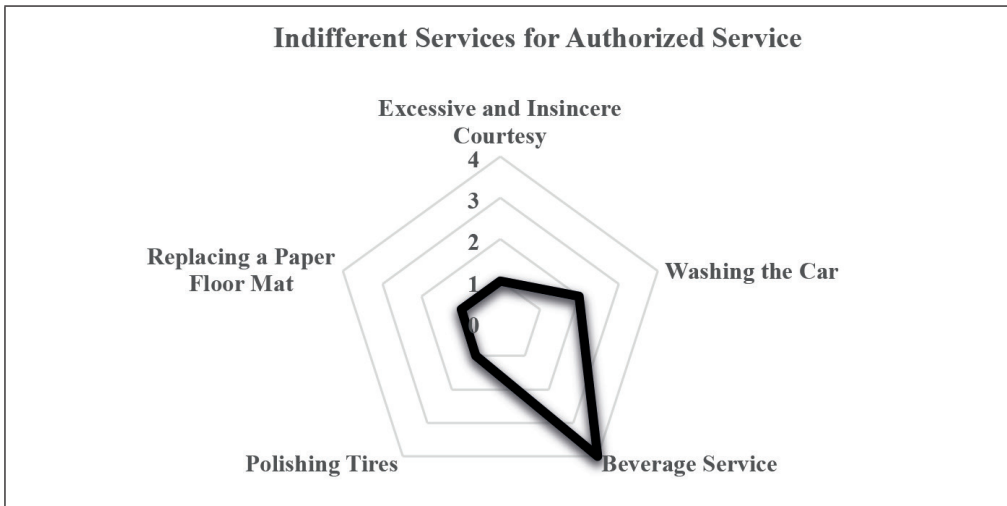 Indifferent Services for Authorized Service
Excessive and Insincere
Courtesy
4
3
2
1
0
Washing the Car
Beverage Service
Polishing Tires
Replacing a Paper
Floor Mat